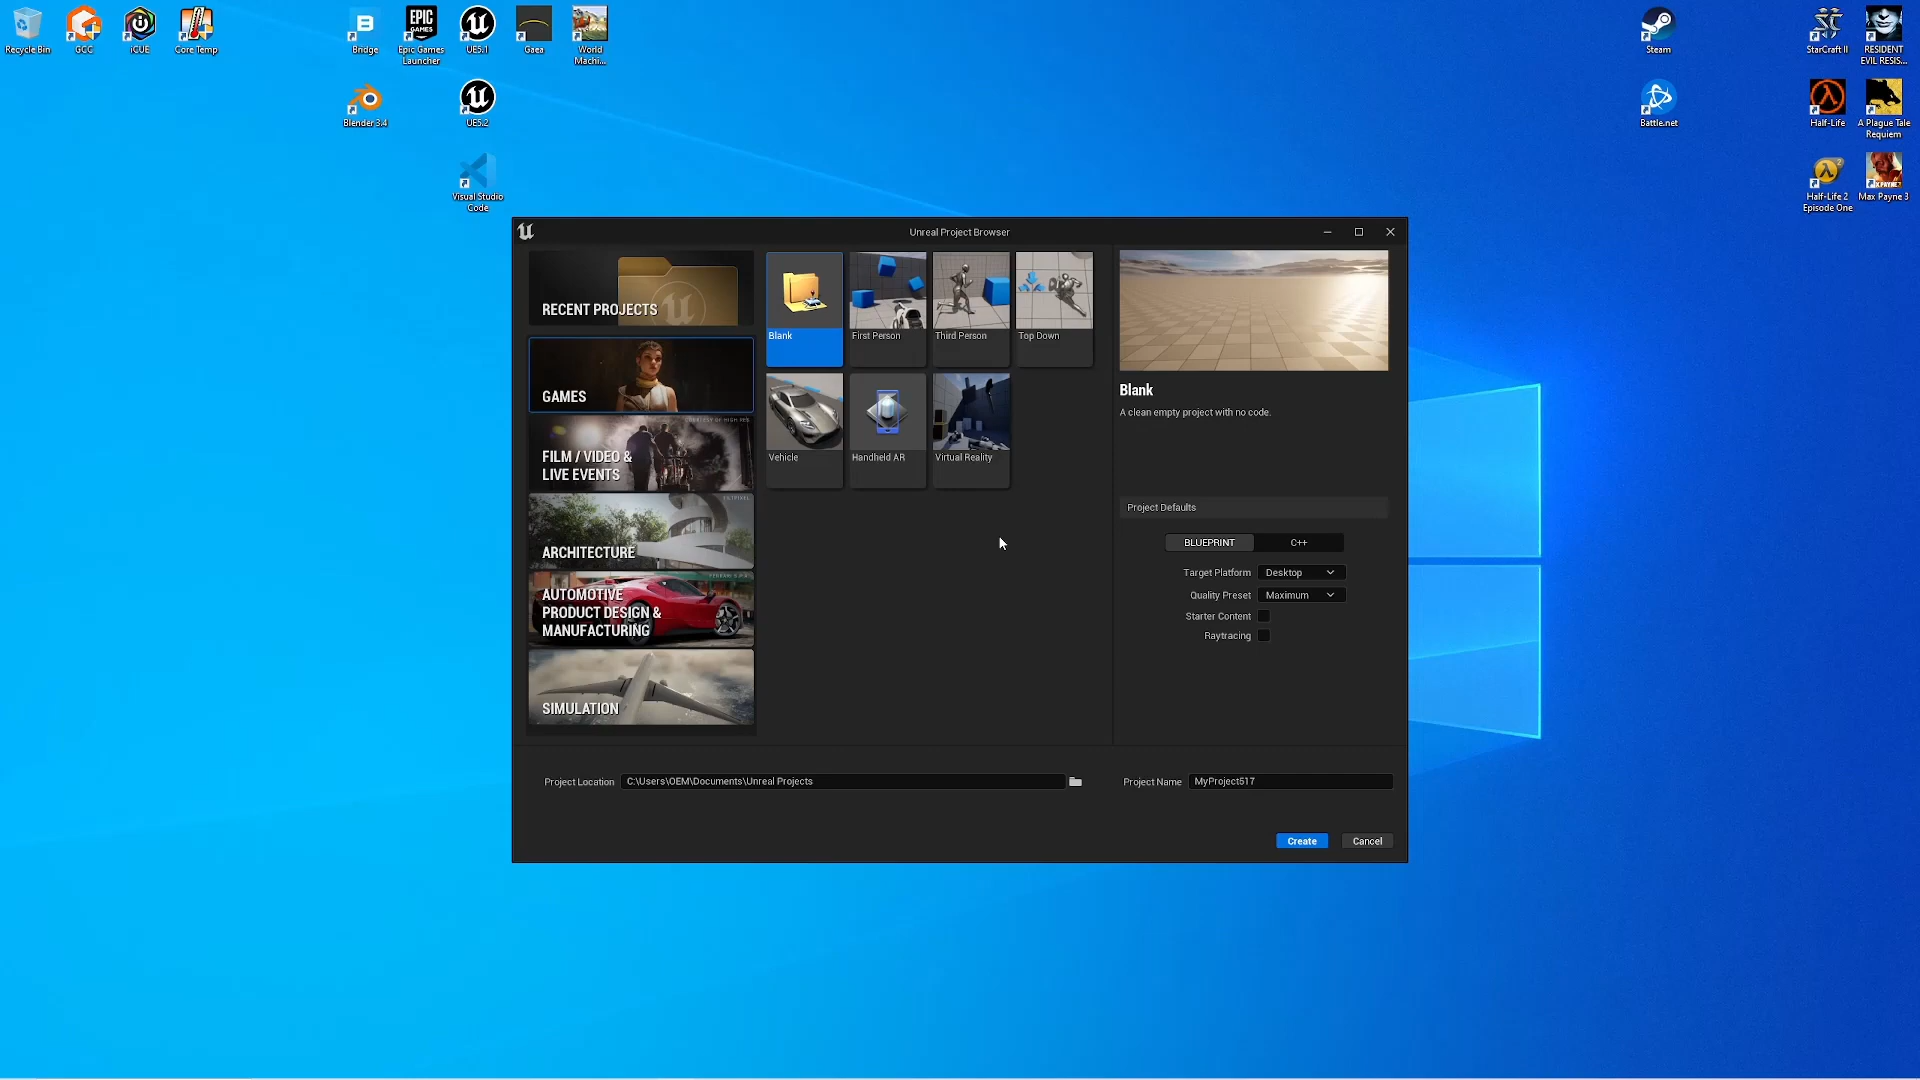 Recycle Bin
GCC
iCUE
Core Temp
Bridge
EPIC
GAMES
Epic Games
Launcher
UE5.1
Gaea
World
Machi...
Blender 3.4
UE5.2
Visual Studio
Code
Steam
Battle.net
StarCraft II
RESIDENT
EVIL RESIS...
Half-Life
A Plague Tale
Requiem
Half-Life 2
Episode One
Max Payne 3
Unreal Project Browser
RECENT PROJECTS
GAMES
FILM / VIDEO &
LIVE EVENTS
ARCHITECTURE
AUTOMOTIVE
PRODUCT DESIGN &
MANUFACTURING
SIMULATION
Blank
First Person
Third Person
Top Down
Vehicle
Handheld AR
Virtual Reality
Blank
A clean empty project with no code.
Project Defaults
BLUEPRINT
C++
Target Platform
Desktop
Quality Preset
Maximum
Starter Content
Raytracing
Project Location
C:\Users\OEM\Documents\Unreal Projects
Project Name
MyProject517
Create
Cancel